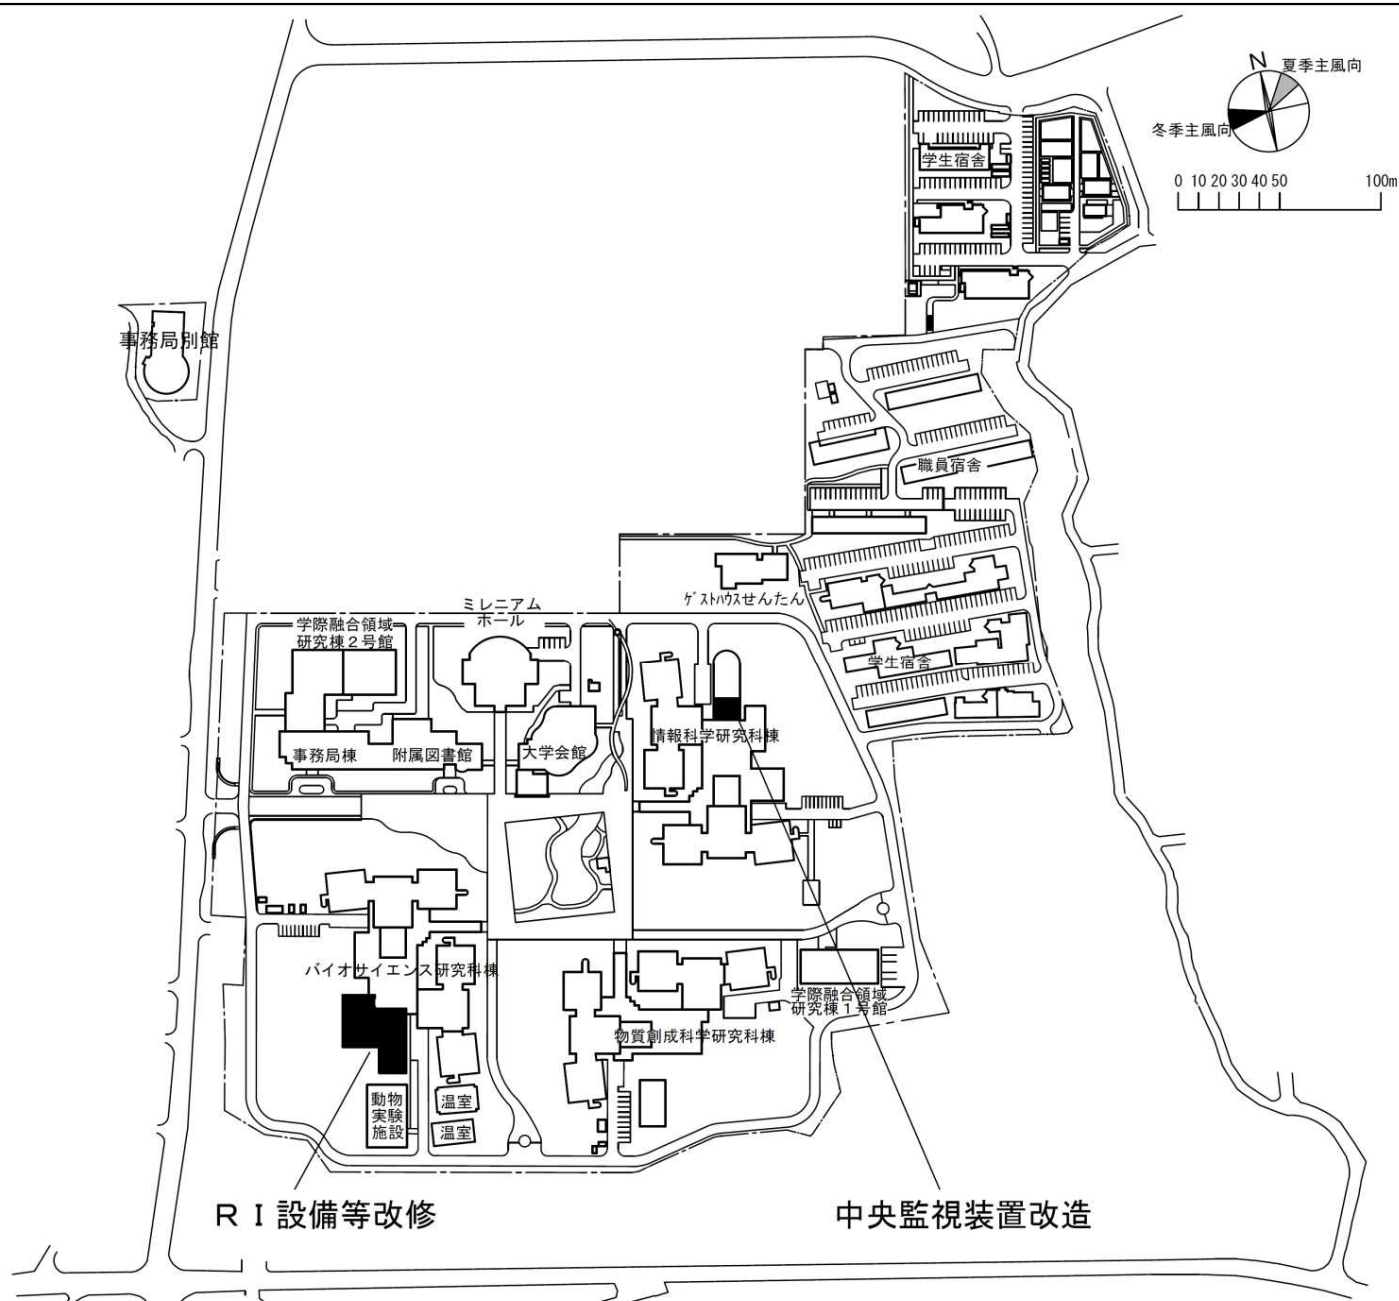 N
夏季主風向
冬季主風向
0 10 20 30 40 50 100m
学生宿舎
事務局別館
職員宿舎
ゲストハウスせんたん
ミレニアム
ホール
学際融合領域
研究棟2号館
学生宿舎
情報科学研究科棟
事務局棟
附属図書館
大学会館
バイオサイエンス研究科棟
学際融合領域
研究棟1号館
物質創成科学研究科棟
動物
実験
施設
温室
温室
RI設備等改修
中央監視装置改造